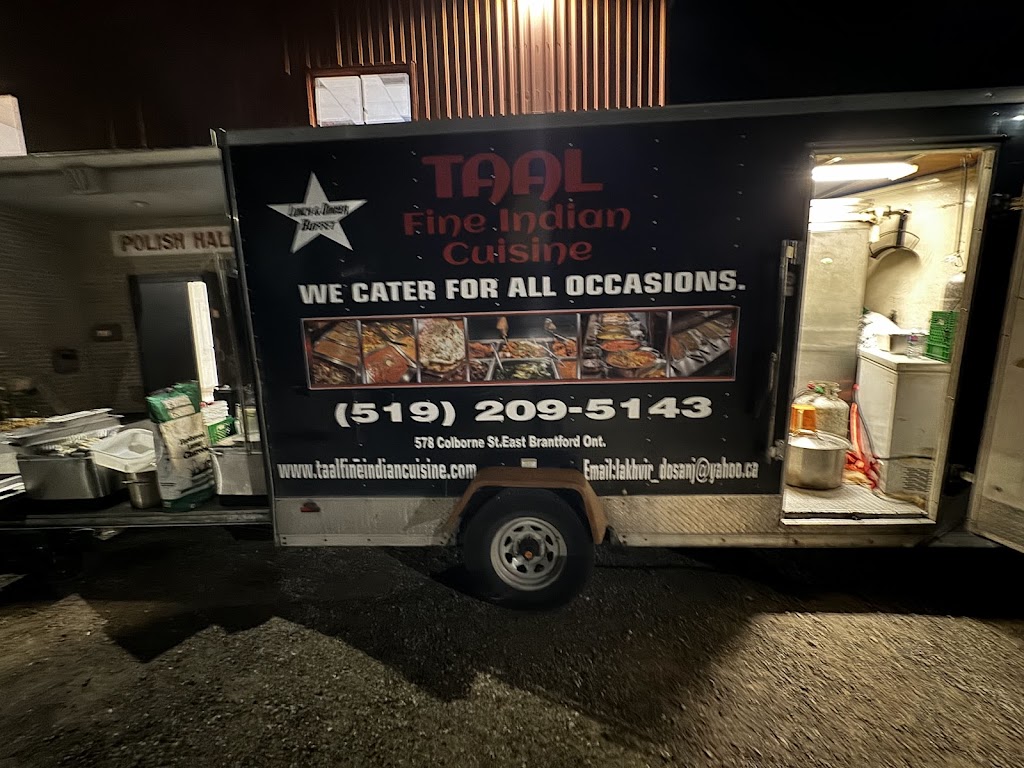 POLISH HALL
LUNCH & DINNER
BUFFET
TAAL
Fine Indian
Cuisine
WE CATER FOR ALL OCCASIONS.
(519) 209-5143
578 Colborne St.East Brantford Ont.
www.taalfineindiancuisine.com
Email:lakhvir_dosanj@yahoo.ca